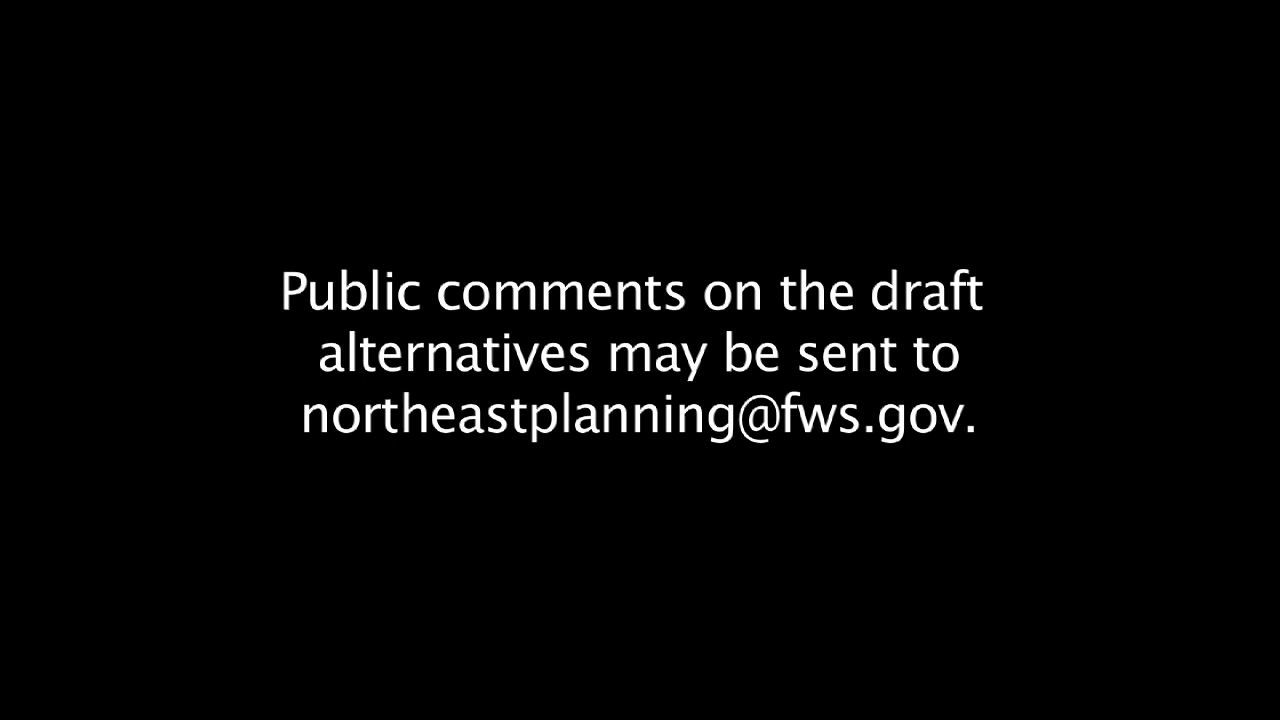 Public comments on the draft
alternatives may be sent to
northeastplanning@fws.gov.